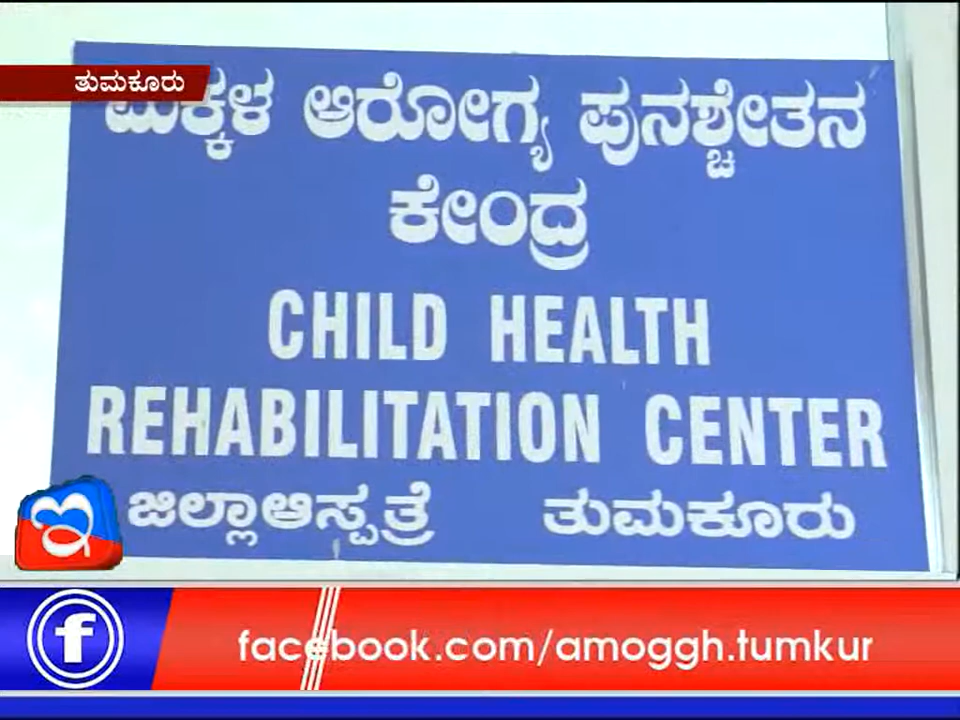 ತುಮಕೂರು
ಮಕ್ಕಳ ಆರೋಗ್ಯ ಪುನಶ್ಚೇತನ
ಕೇಂದ್ರ
CHILD HEALTH
REHABILITATION CENTER
ಜಿಲ್ಲಾಆಸ್ಪತ್ರೆ ತುಮಕೂರು
ಇ
f facebook.com/amoggh.tumkur